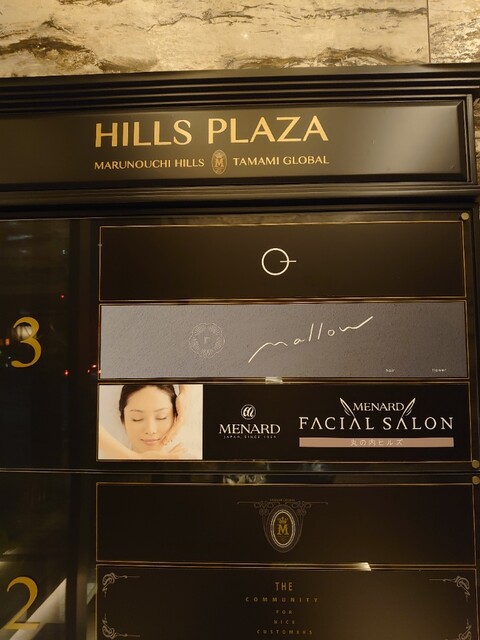 HILLS PLAZA
MARUNOUCHI HILLS M TAMAMI GLOBAL
3
F mallow
hair
MENARD
JAPAN, SINCE 1959
MENARD
FACIAL SALON
丸の内ヒルズ
M
2
THE
COMMUNITY
FOR
NICE
CUSTOMERS